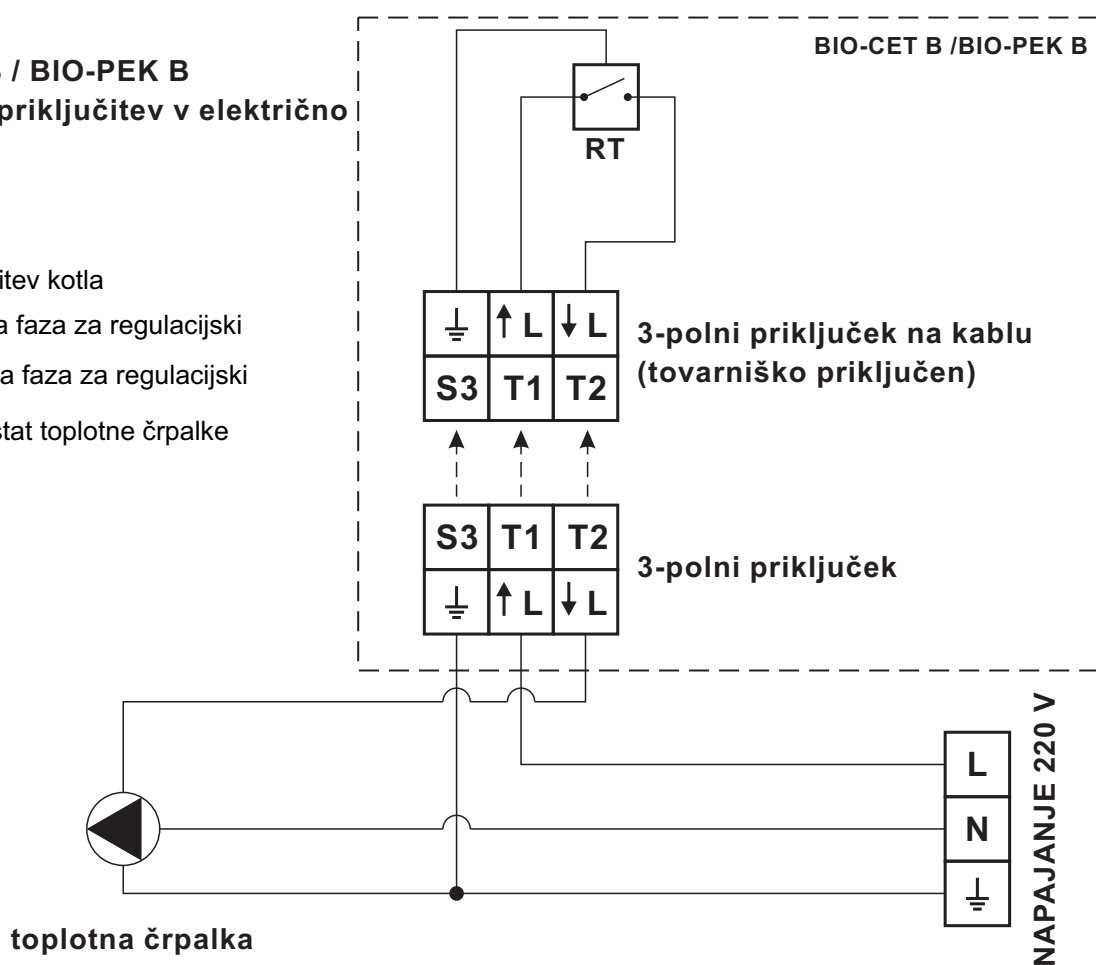 / BIO-PEK B
priključitev v električno
kotla
faza za regulacijski
faza za regulacijski
toplotne črpalke
BIO-CET B /BIO-PEK B
RT
⏚ ↑ L ↓ L
S3 T1 T2
3-polni priključek na kablu
(tovarniško priključen)
S3 T1 T2
⏚ ↑ L ↓ L
3-polni priključek
L
N
⏚
NAPAJANJE 220 V
toplotna črpalka